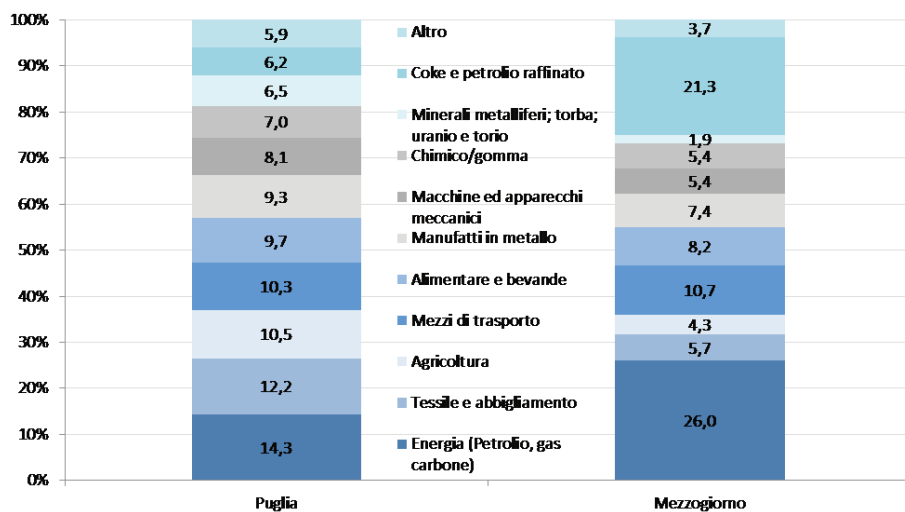 100%
90%
80%
70%
60%
50%
40%
30%
20%
10%
0%
5,9
6,2
6,5
7,0
8,1
9,3
9,7
10,3
10,5
12,2
14,3
Altro
Coke e petrolio raffinato
Minerali metalliferi; torba;
uranio e torio
Chimico/gomma
Macchine ed apparecchi
meccanici
Manufatti in metallo
Alimentare e bevande
Mezzi di trasporto
Agricoltura
Tessile e abbigliamento
Energia (Petrolio, gas
carbone)
3,7
21,3
1,9
5,4
5,4
7,4
8,2
10,7
4,3
5,7
26,0
Puglia
Mezzogiorno